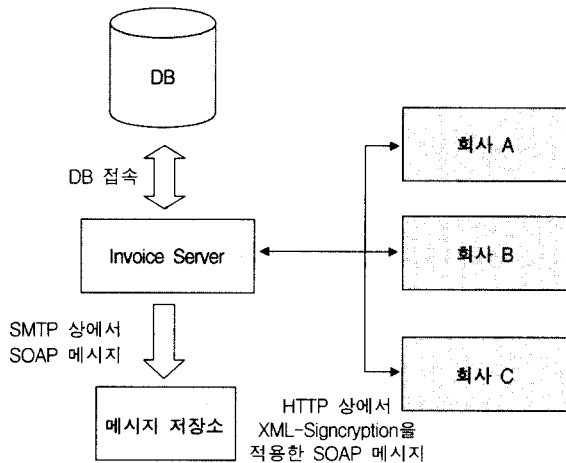 DB
회사 A
DB 접속
Invoice Server
회사 B
SMTP 상에서
SOAP 메시지
회사 C
메시지 저장소
HTTP 상에서
XML-Signcryption을
적용한 SOAP 메시지